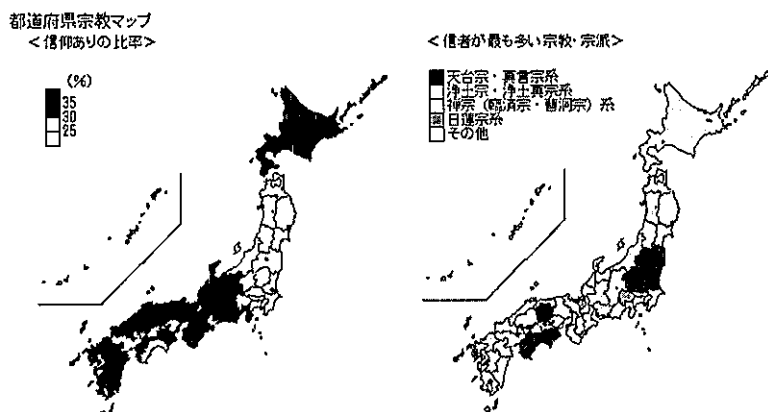 都道府県宗教マップ
＜信仰ありの比率＞
(%)
35
30
25
＜信者が最も多い宗教・宗派＞
天台宗・真言宗系
浄土宗・浄土真宗系
禅宗（臨済宗・曹洞宗）系
日蓮宗系
その他